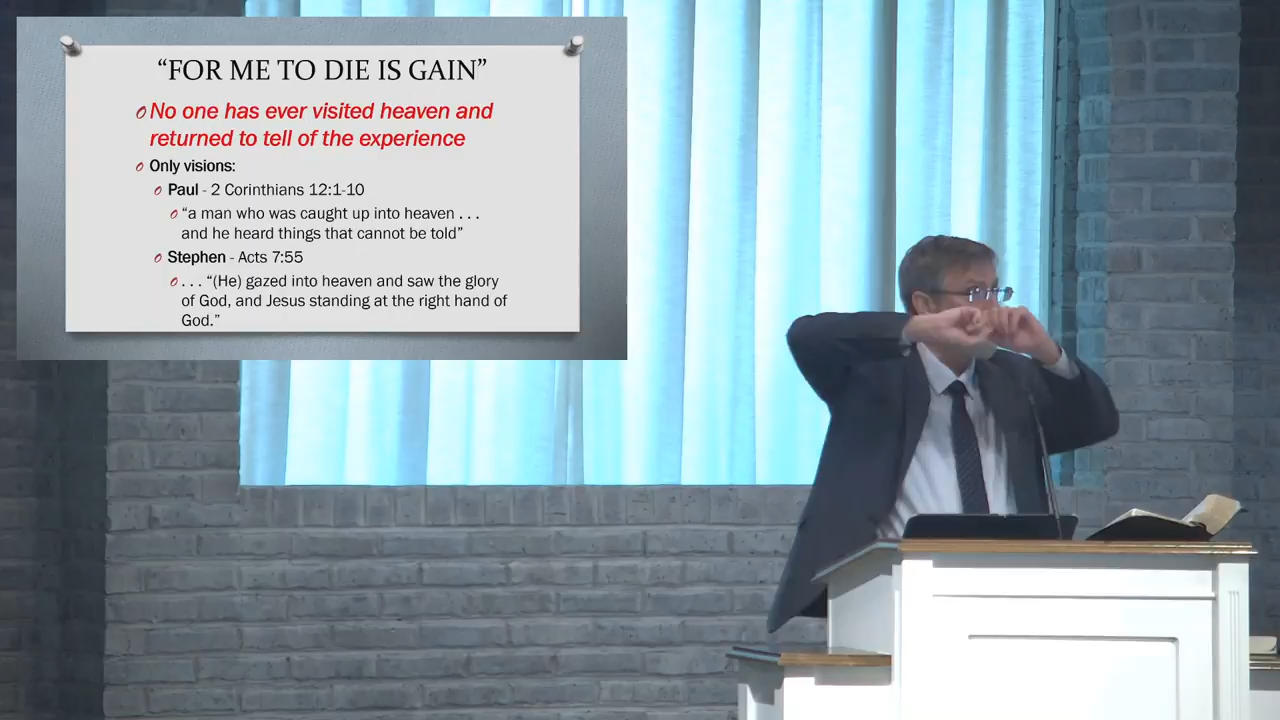 “FOR ME TO DIE IS GAIN”
No one has ever visited heaven and
returned to tell of the experience
Only visions:
Paul - 2 Corinthians 12:1-10
“a man who was caught up into heaven . . .
and he heard things that cannot be told”
Stephen - Acts 7:55
. . . “(He) gazed into heaven and saw the glory
of God, and Jesus standing at the right hand of
God.”